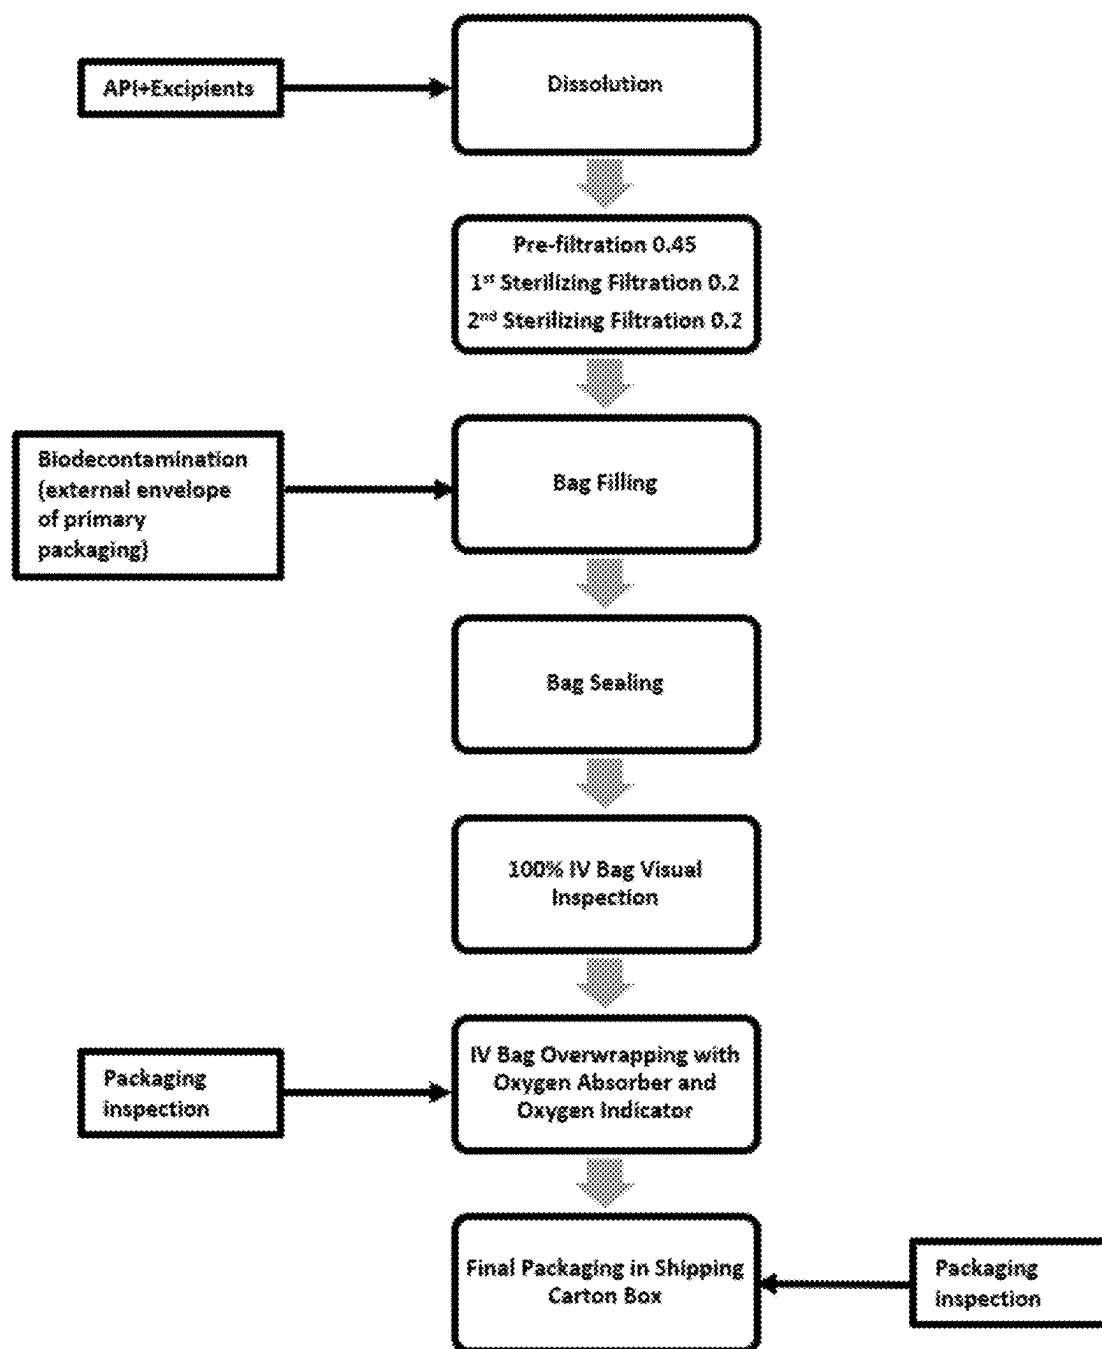 API+Excipients
Dissolution
Pre-filtration 0.45
1st Sterilizing Filtration 0.2
2nd Sterilizing Filtration 0.2
Biodecontamination
(external envelope
of primary
packaging)
Bag Filling
Bag Sealing
100% IV Bag Visual
Inspection
Packaging
inspection
IV Bag Overwrapping with
Oxygen Absorber and
Oxygen Indicator
Final Packaging in Shipping
Carton Box
Packaging
inspection